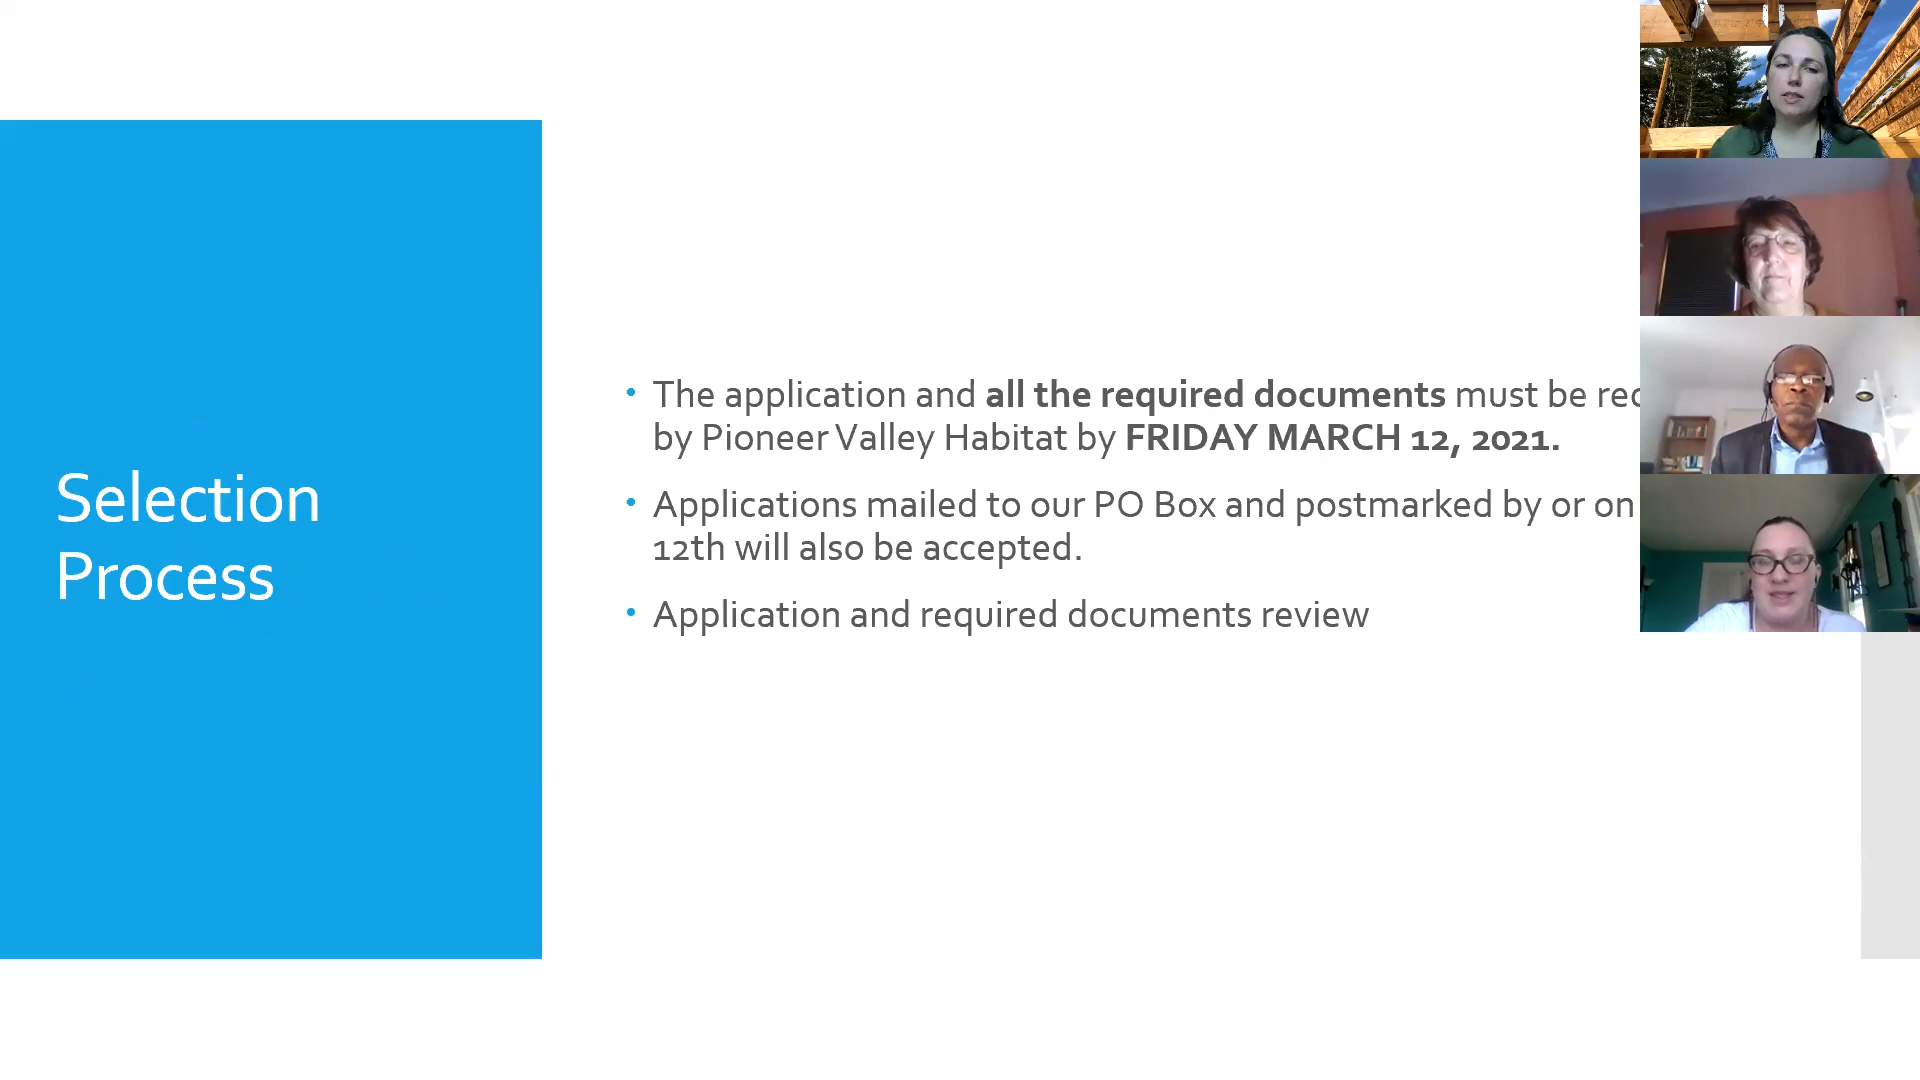 Selection
Process
The application and all the required documents must be
by Pioneer Valley Habitat by FRIDAY MARCH 12, 2021.
Applications mailed to our PO Box and postmarked by or on
12th will also be accepted.
Application and required documents review